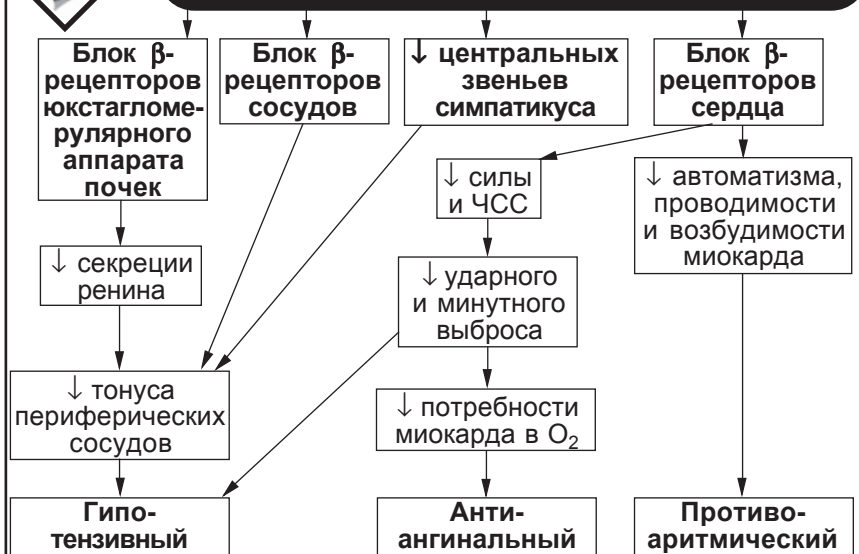 Блок β-
рецепторов
юкстагломе-
рулярного
аппарата
почек
Блок β-
рецепторов
сосудов
↓ центральных
звеньев
симпатикуса
Блок β-
рецепторов
сердца
↓ силы
и ЧСС
↓ автоматизма,
проводимости
и возбудимости
миокарда
↓ секреции
ренина
↓ ударного
и минутного
выброса
↓ тонуса
периферических
сосудов
↓ потребности
миокарда в O₂
Гипо-
тензивный
Анти-
ангинальный
Противо-
аритмический